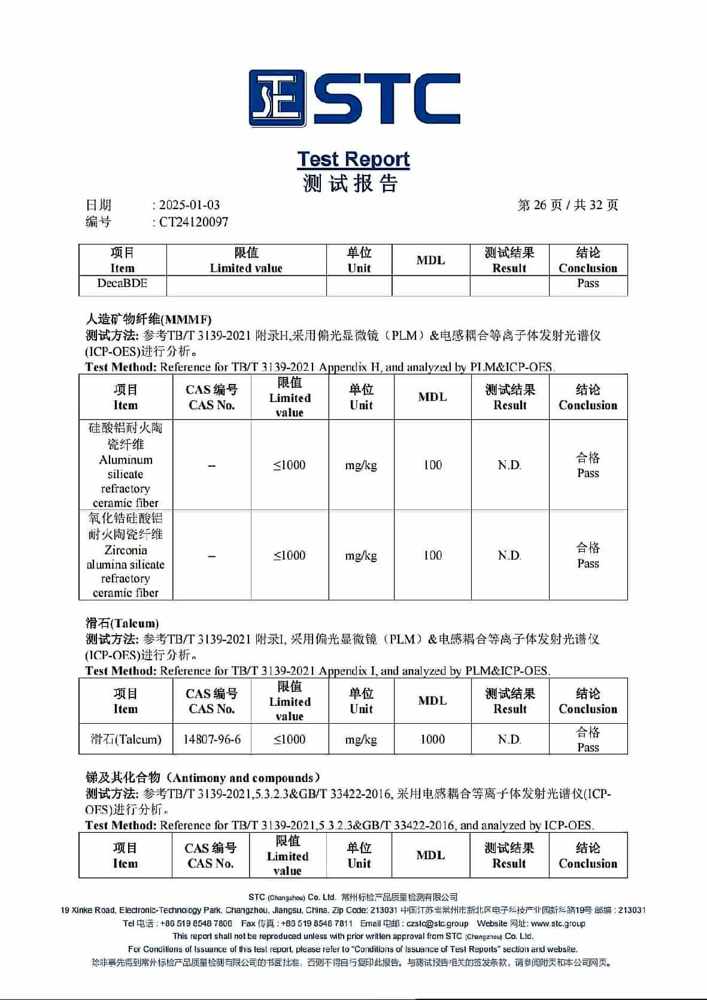 STC
Test Report
测试报告
日期 : 2025-01-03 第 26 页 / 共 32 页
编号 : CT24120097
项目 限值 单位 MDL 测试结果 结论
Item Limited value Unit Result Conclusion
DecaBDE Pass
人造矿物纤维(MMMF)
测试方法: 参考TB/T 3139-2021 附录H,采用偏光显微镜（PLM）&电感耦合等离子体发射光谱仪
(ICP-OES)进行分析。
Test Method: Reference for TB/T 3139-2021 Appendix H, and analyzed by PLM&ICP-OES.
项目 CAS 编号 限值 单位 MDL 测试结果 结论
Item CAS No. Limited value Unit Result Conclusion
硅酸铝耐火陶
瓷纤维
Aluminum
silicate
refractory
ceramic fiber
-- ≤1000 mg/kg 100 N.D. 合格
Pass
氧化锆硅酸铝
耐火陶瓷纤维
Zirconia
alumina silicate
refractory
ceramic fiber
-- ≤1000 mg/kg 100 N.D. 合格
Pass
滑石(Talcum)
测试方法: 参考TB/T 3139-2021 附录I, 采用偏光显微镜（PLM）&电感耦合等离子体发射光谱仪
(ICP-OES)进行分析。
Test Method: Reference for TB/T 3139-2021 Appendix I, and analyzed by PLM&ICP-OES.
项目 CAS 编号 限值 单位 MDL 测试结果 结论
Item CAS No. Limited value Unit Result Conclusion
滑石(Talcum) 14807-96-6 ≤1000 mg/kg 1000 N.D. 合格
Pass
锑及其化合物（Antimony and compounds）
测试方法: 参考TB/T 3139-2021,5.3.2.3&GB/T 33422-2016, 采用电感耦合等离子体发射光谱仪(ICP-
OES)进行分析。
Test Method: Reference for TB/T 3139-2021,5.3.2.3&GB/T 33422-2016, and analyzed by ICP-OES.
项目 CAS 编号 限值 单位 MDL 测试结果 结论
Item CAS No. Limited value Unit Result Conclusion
STC (Changzhou) Co. Ltd. 常州标检产品质量检测有限公司
19 Xinke Road, Electronic-Technology Park, Changzhou, Jiangsu, China. Zip Code: 213031 中国江苏省常州市新北区电子科技产业园新科路19号 邮编 : 213031
Tel 电话 : +86 519 8548 7806 Fax 传真 : +86 519 8548 7811 Email 电邮 : czstc@stc.group Website 网址: www.stc.group
This report shall not be reproduced unless with prior written approval from STC (Changzhou) Co. Ltd.
For Conditions of Issuance of this test report, please refer to “Conditions of Issuance of Test Reports” section and website.
除非事先得到常州标检产品质量检测有限公司的书面批准，否则不得自行复印此报告。与测试报告相关的签发条款，请参阅附页和本公司网页。